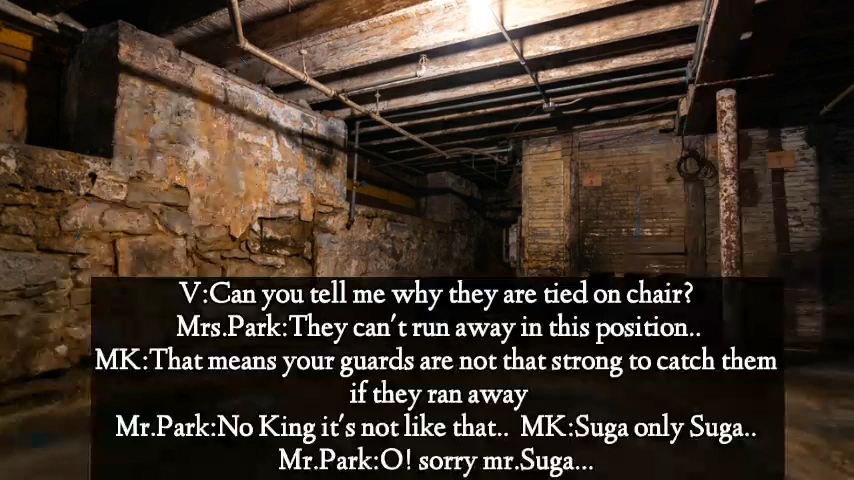 V:Can you tell me why they are tied on chair?
Mrs.Park:They can't run away in this position..
MK:That means your guards are not that strong to catch them
if they ran away
Mr.Park:No King it's not like that..  MK:Suga only Suga..
Mr.Park:O! sorry mr.Suga...